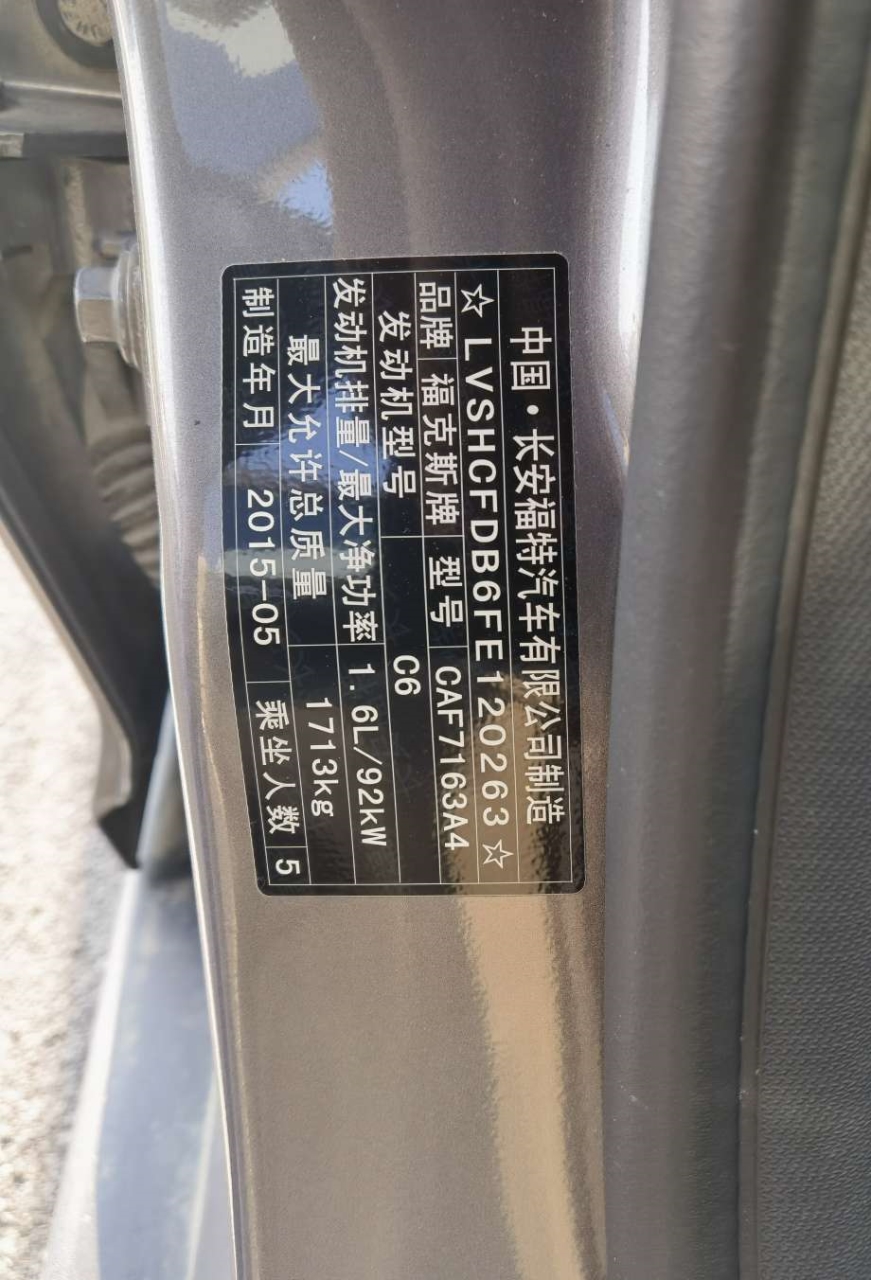 中国·长安福特汽车有限公司制造
☆LVSHCFDB6FE120263☆
品牌 福克斯牌 型号 CAF7163A4
发动机型号 C6
发动机排量/最大净功率 1.6L/92kW
最大允许总质量 1713kg
制造年月 2015-05 乘坐人数 5